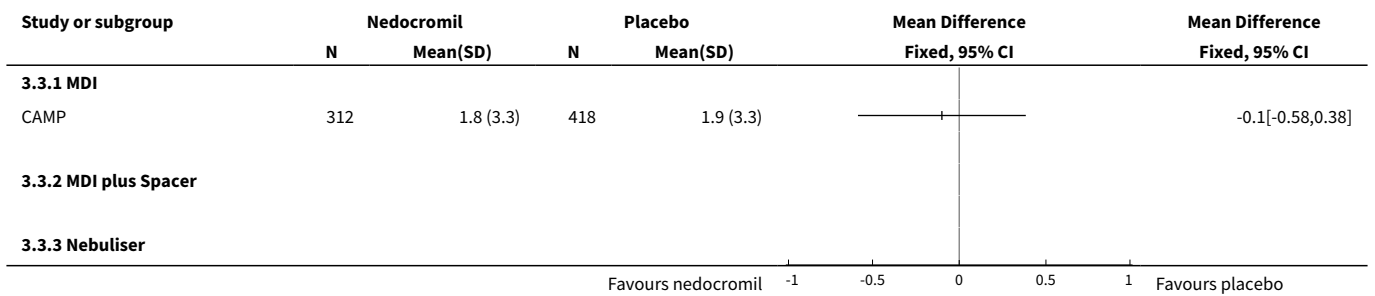 Study or subgroup Nedocromil Placebo Mean Difference Mean Difference
N Mean(SD) N Mean(SD) Fixed, 95% CI Fixed, 95% CI
3.3.1 MDI
CAMP 312 1.8 (3.3) 418 1.9 (3.3) -0.1[-0.58,0.38]
3.3.2 MDI plus Spacer
3.3.3 Nebuliser
Favours nedocromil -1 -0.5 0 0.5 1 Favours placebo